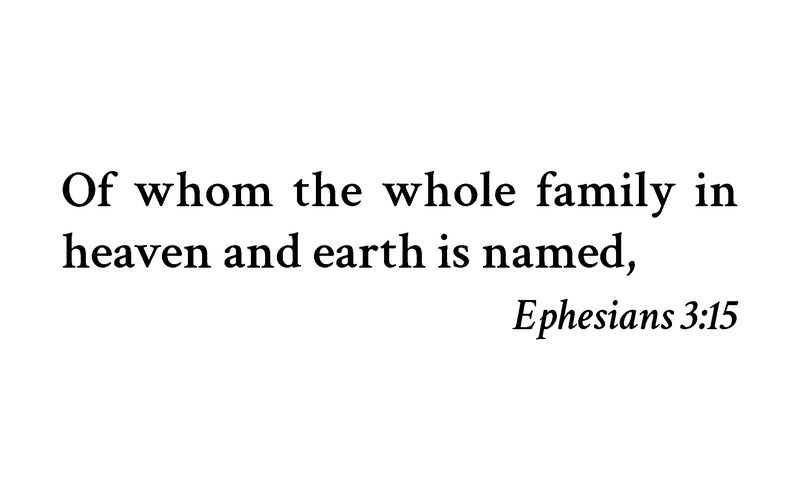 Of whom the whole family in
heaven and earth is named,
Ephesians 3:15